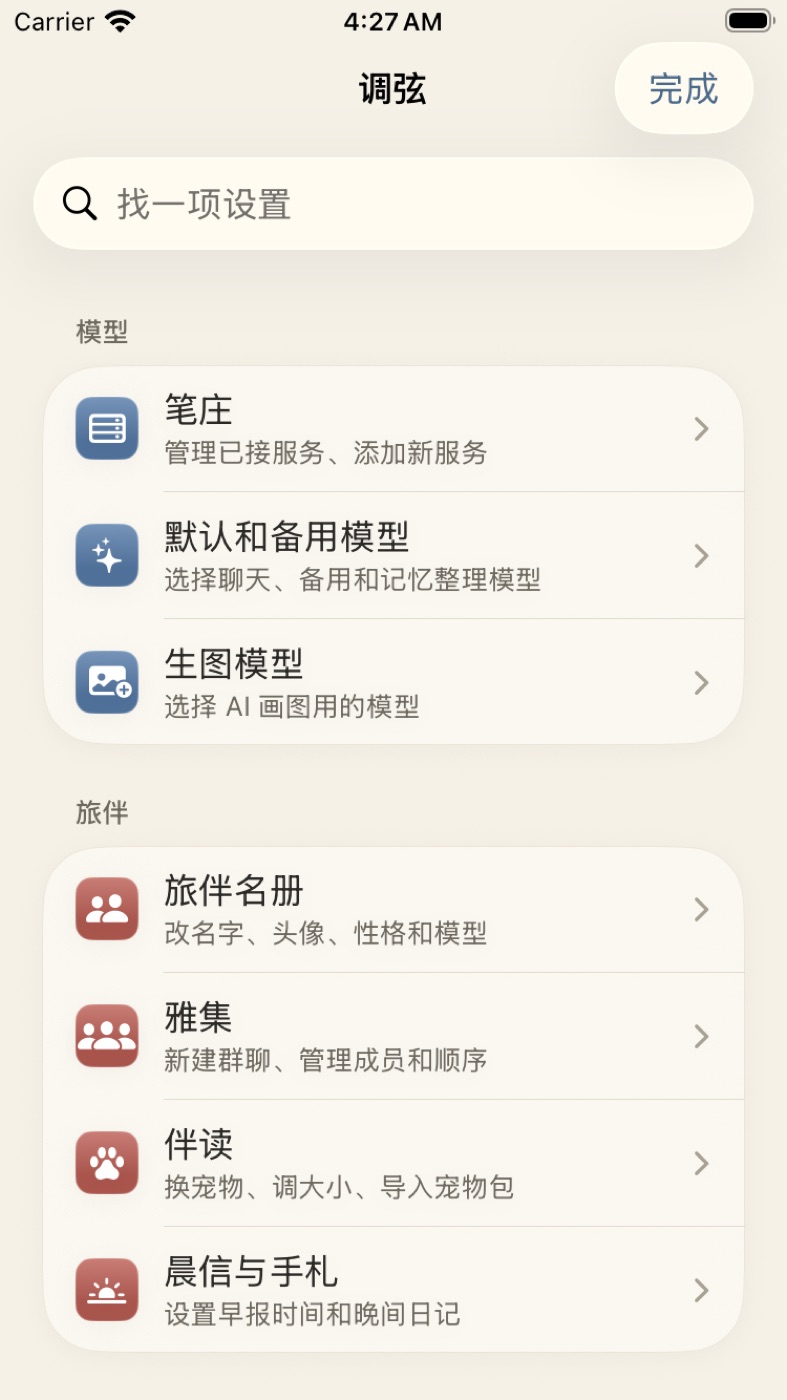 Carrier 4:27 AM
调弦
完成
找一项设置
模型
笔庄
管理已接服务、添加新服务
默认和备用模型
选择聊天、备用和记忆整理模型
生图模型
选择 AI 画图用的模型
旅伴
旅伴名册
改名字、头像、性格和模型
雅集
新建群聊、管理成员和顺序
伴读
换宠物、调大小、导入宠物包
晨信与手札
设置早报时间和晚间日记